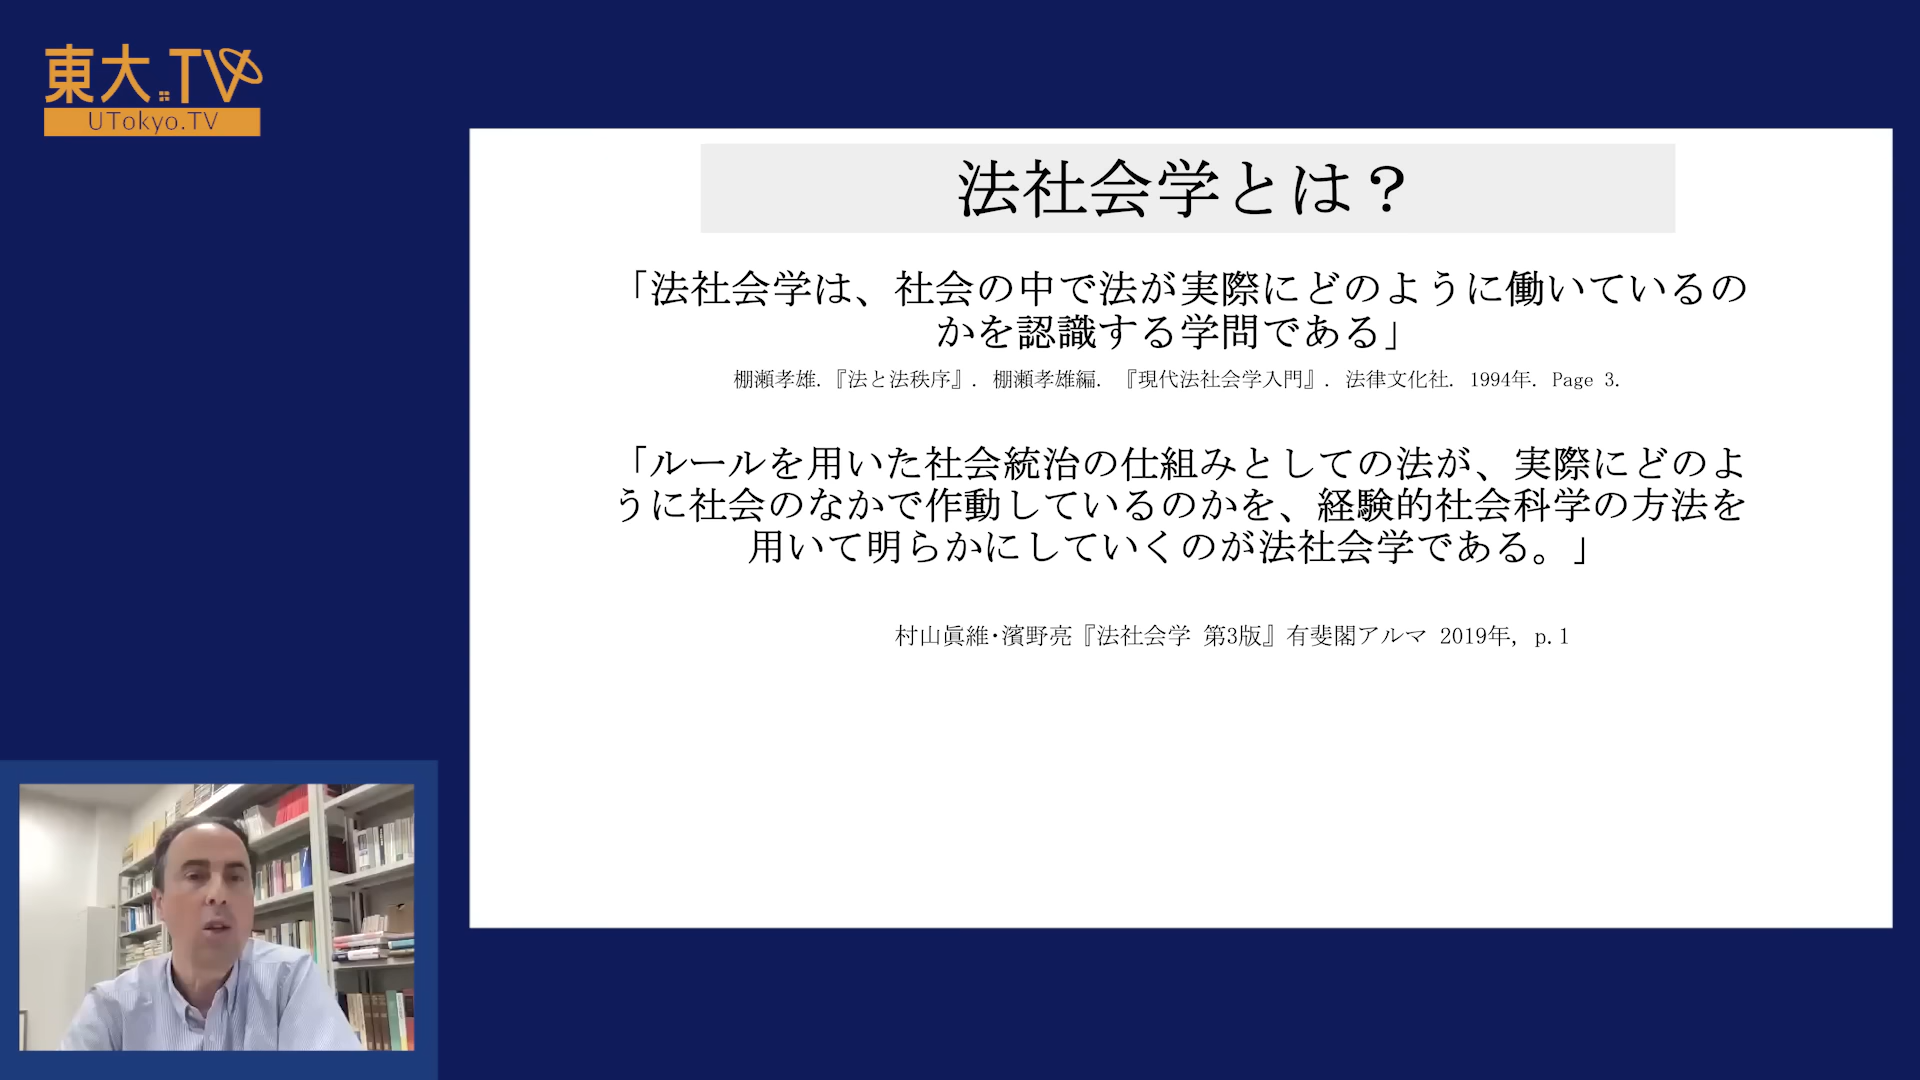 東大.TV
UTokyo.TV
法社会学とは？
「法社会学は、社会の中で法が実際にどのように働いているの
かを認識する学問である」
棚瀬孝雄.『法と法秩序』. 棚瀬孝雄編. 『現代法社会学入門』. 法律文化社. 1994年. Page 3.
「ルールを用いた社会統治の仕組みとしての法が、実際にどのよ
うに社会のなかで作動しているのかを、経験的社会科学の方法を
用いて明らかにしていくのが法社会学である。」
村山眞維･濱野亮『法社会学 第3版』有斐閣アルマ 2019年, p.1